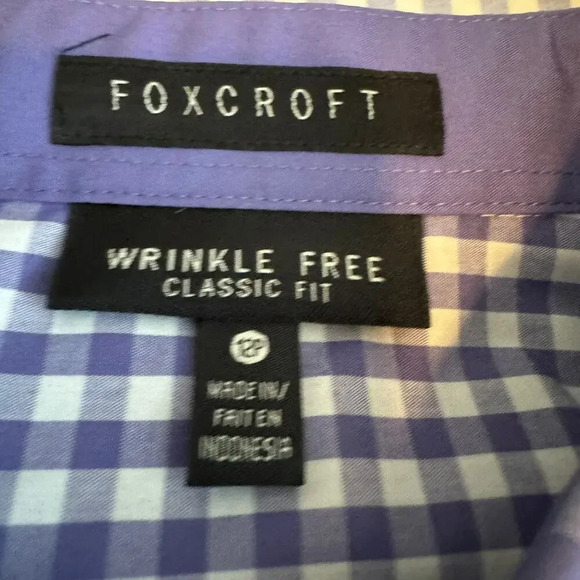 FOXCROFT
WRINKLE FREE
CLASSIC FIT
12P
MADE IN/
FAIT EN
INDONESIA